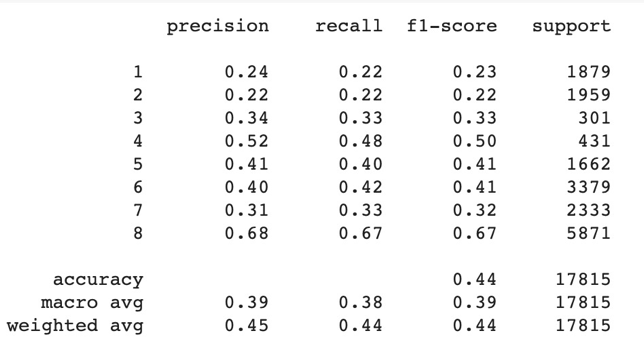 precision recall f1-score support
1 0.24 0.22 0.23 1879
2 0.22 0.22 0.22 1959
3 0.34 0.33 0.33 301
4 0.52 0.48 0.50 431
5 0.41 0.40 0.41 1662
6 0.40 0.42 0.41 3379
7 0.31 0.33 0.32 2333
8 0.68 0.67 0.67 5871
accuracy 0.44 17815
macro avg 0.39 0.38 0.39 17815
weighted avg 0.45 0.44 0.44 17815